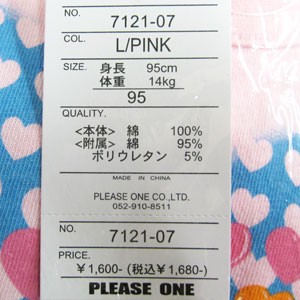 NO. 7121-07
COL. L/PINK
SIZE. 身長 95cm
体重 14kg
95
QUALITY.
<本体> 綿 100%
<附属> 綿 95%
ポリウレタン 5%
MADE IN CHINA
PLEASE ONE CO.,LTD.
052-910-8511
NO. 7121-07
PRICE.
¥1,600- (税込¥1,680-)
PLEASE ONE